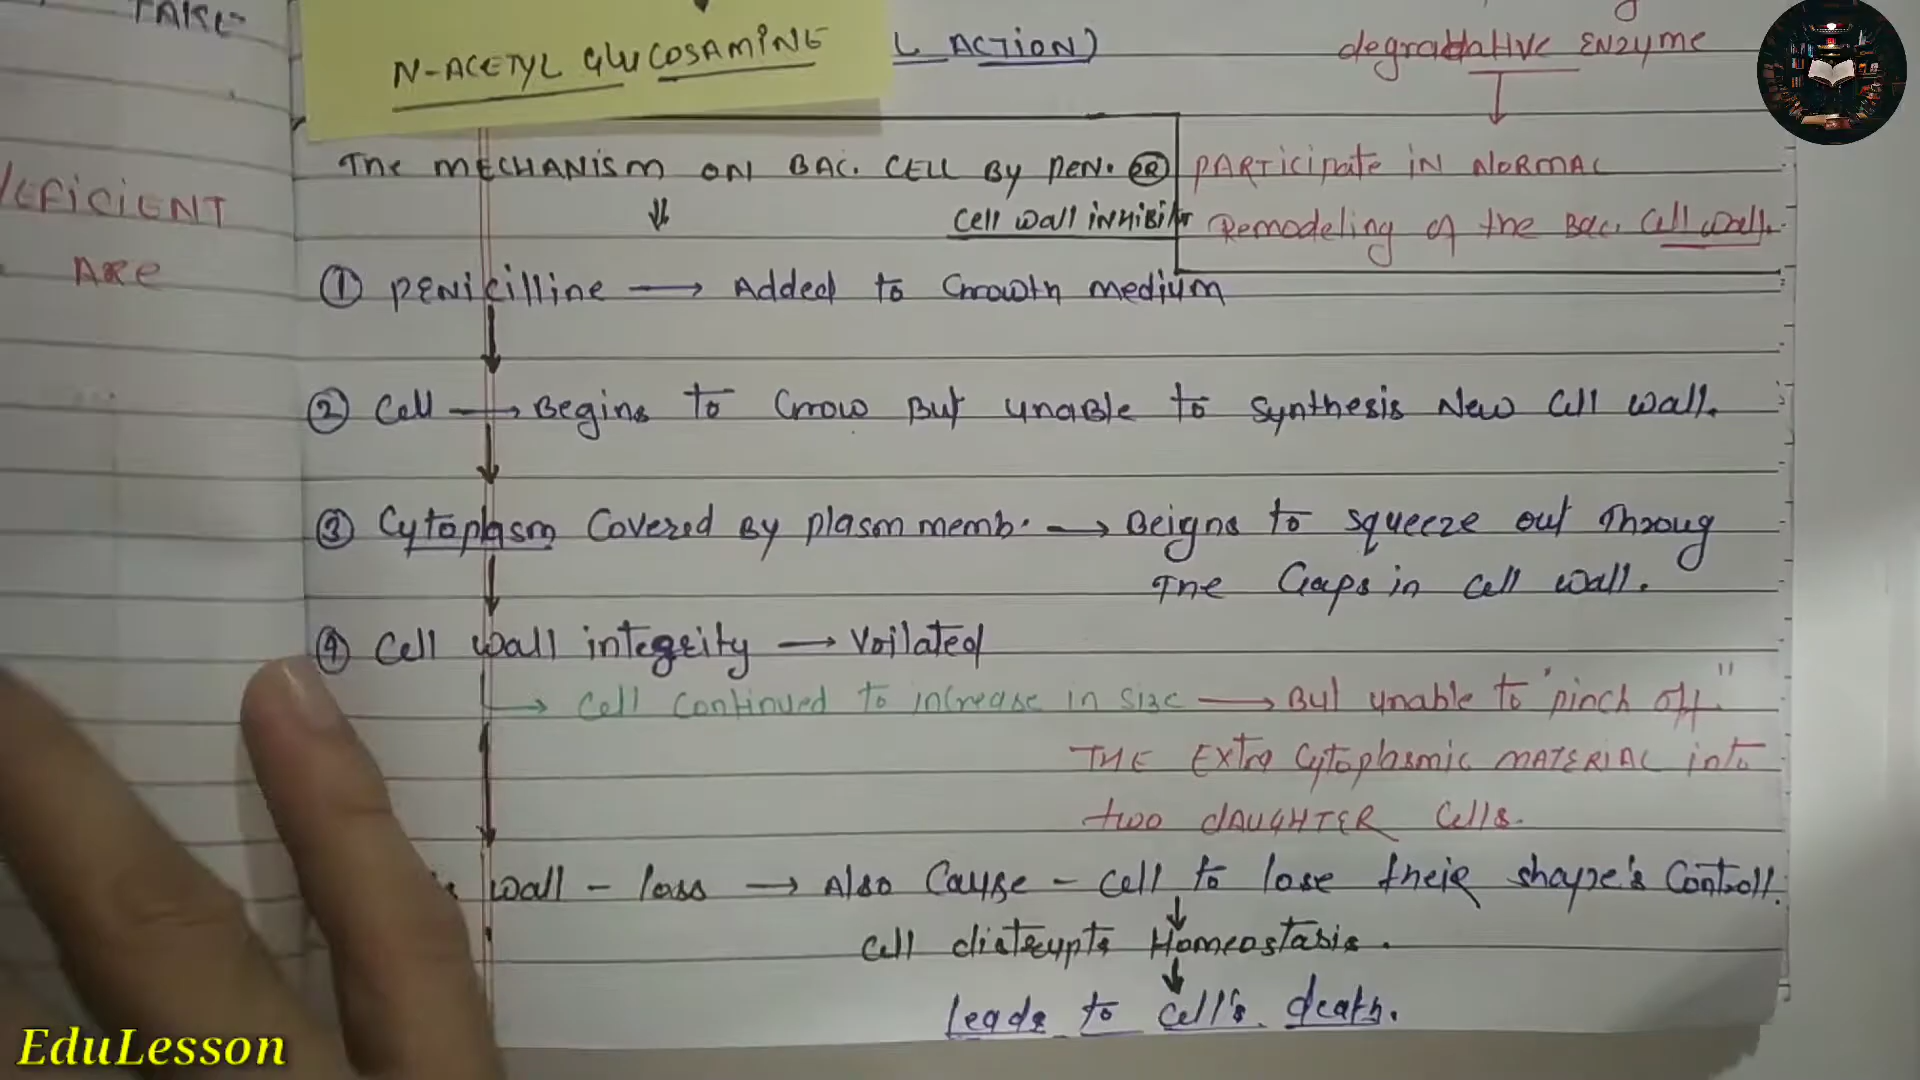 TAKE-
EFICIENT
ARE
N-ACETYL GLUCOSAMINE
L ACTION)
degradative ENzyme
PARTicipate iN NORMAL
Remodeling of the Bac. Cell wall.
The MECHANiSM ON BAC. CELL By PEN. OR
Cell wall iNHiBitr
① PENicilline → Added to Growth medium
② Cell → Begins to Grow But unable to Synthesis New Cell wall.
③ Cytoplasm Covered By plasm memb. → Beigns to squeeze out Throug
The Gaps in cell wall.
④ Cell wall integrity → Voilated
→ Cell Continued to increase in size → But unable to "pinch off"
THE Extra Cytoplasmic MATERIAL into
two DAUGHTER Cells.
wall - loss → Also Cause - Cell to lose their shape's Controll.
Cell distrupts Homeostasis.
Leads to Cell's death.
EduLesson